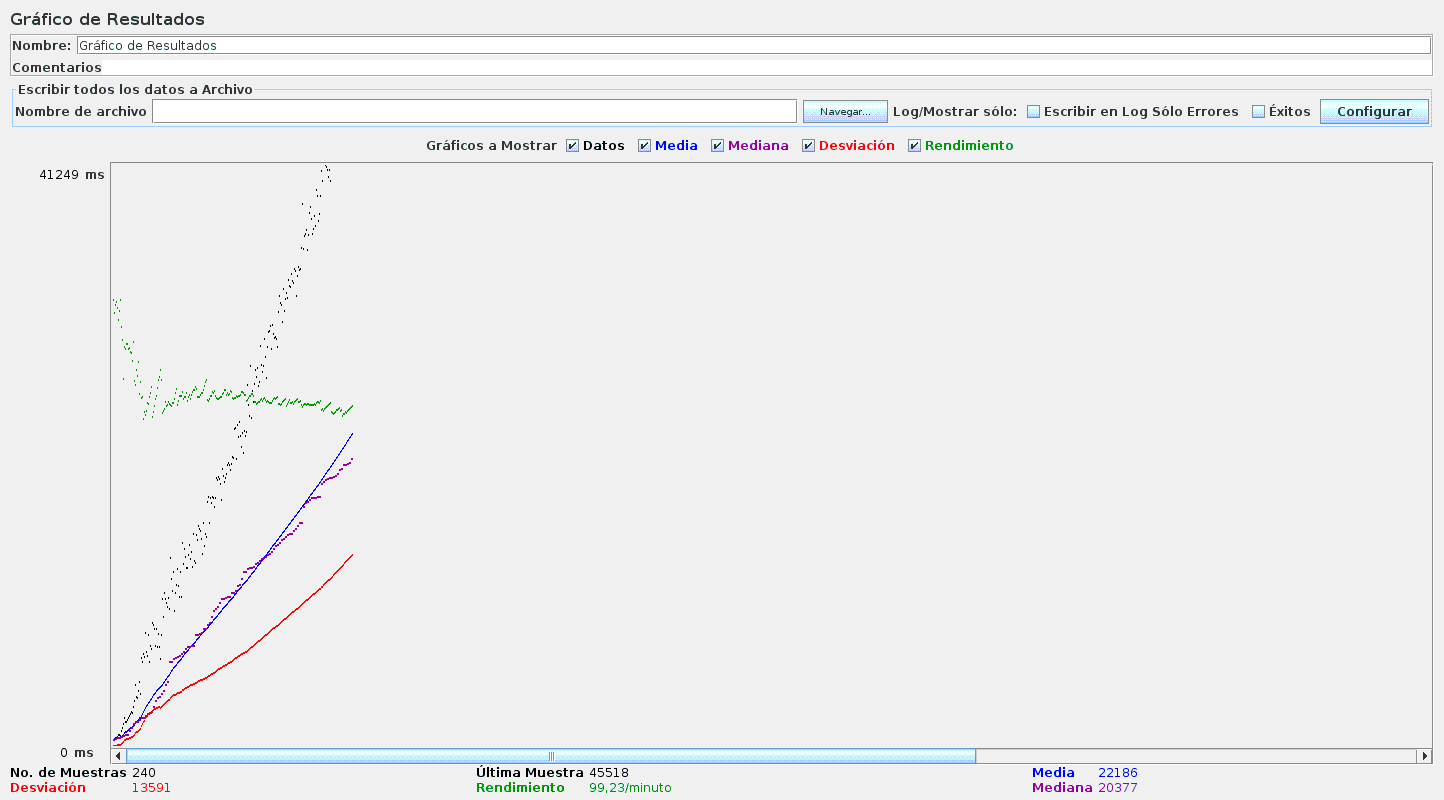 Gráfico de Resultados
Nombre: Gráfico de Resultados
Comentarios
Escribir todos los datos a Archivo
Nombre de archivo Navegar... Log/Mostrar sólo: Escribir en Log Sólo Errores Éxitos Configurar
Gráficos a Mostrar Datos Media Mediana Desviación Rendimiento
41249 ms
0 ms
No. de Muestras 240 Última Muestra 45518 Media 22186
Desviación 13591 Rendimiento 99,23/minuto Mediana 20377